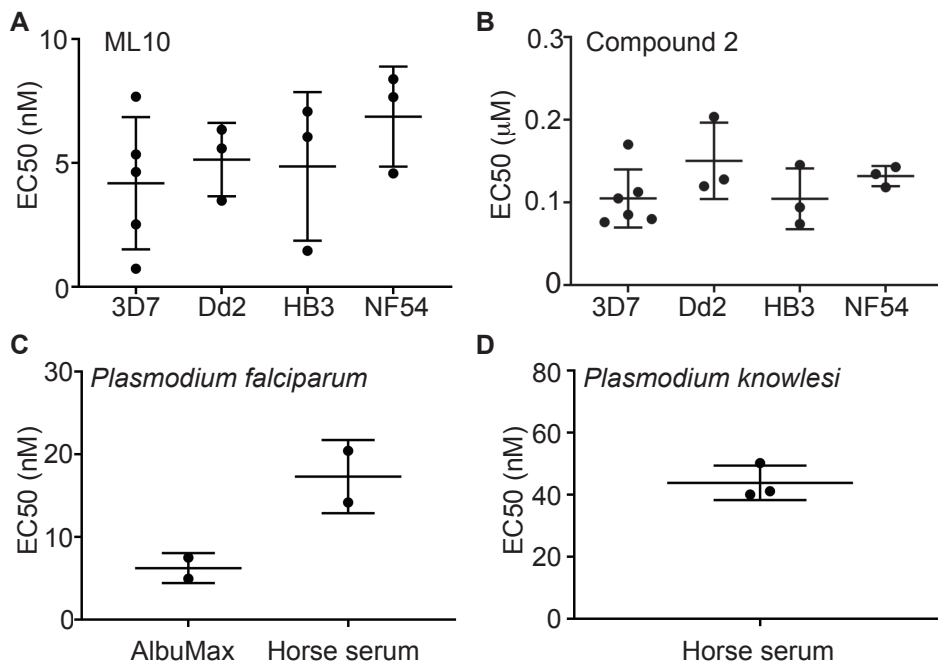 A
ML10
EC50 (nM)
10
5
0
3D7 Dd2 HB3 NF54
B
Compound 2
EC50 (μM)
0.3
0.2
0.1
0
3D7 Dd2 HB3 NF54
C
Plasmodium falciparum
EC50 (nM)
30
20
10
0
AlbuMax Horse serum
D
Plasmodium knowlesi
EC50 (nM)
80
60
40
20
0
Horse serum